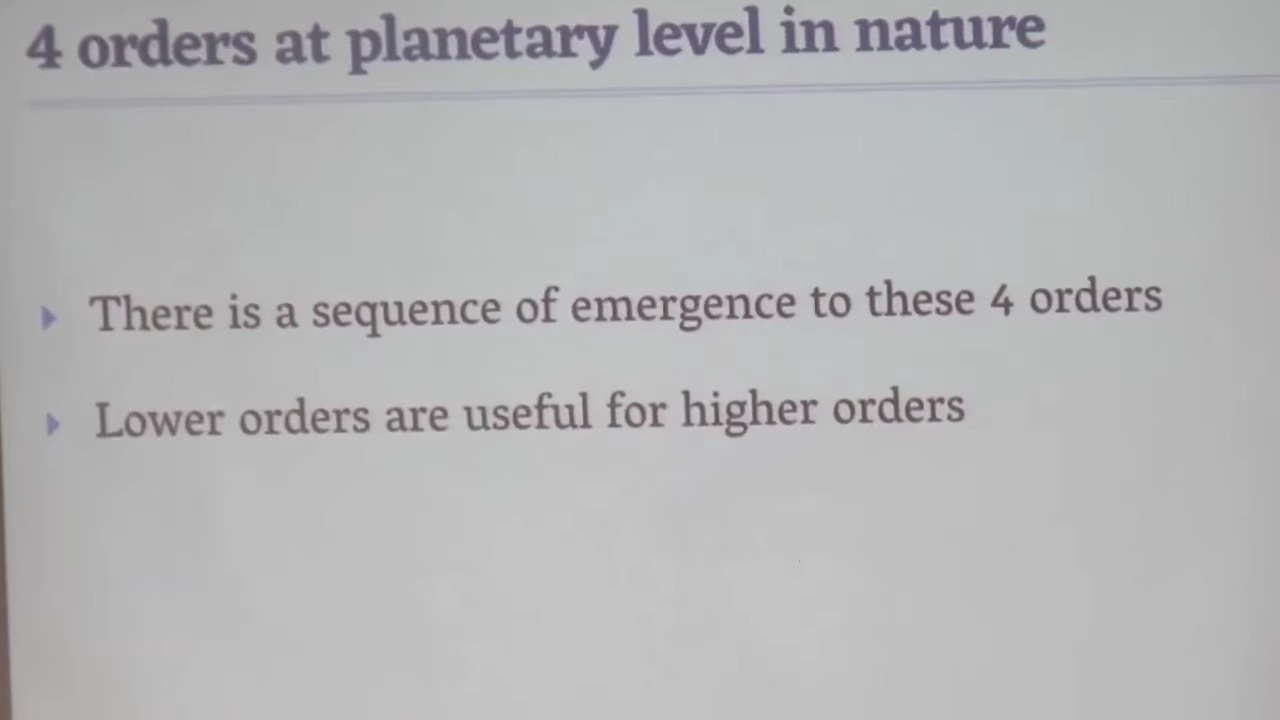 4 orders at planetary level in nature
There is a sequence of emergence to these 4 orders
Lower orders are useful for higher orders